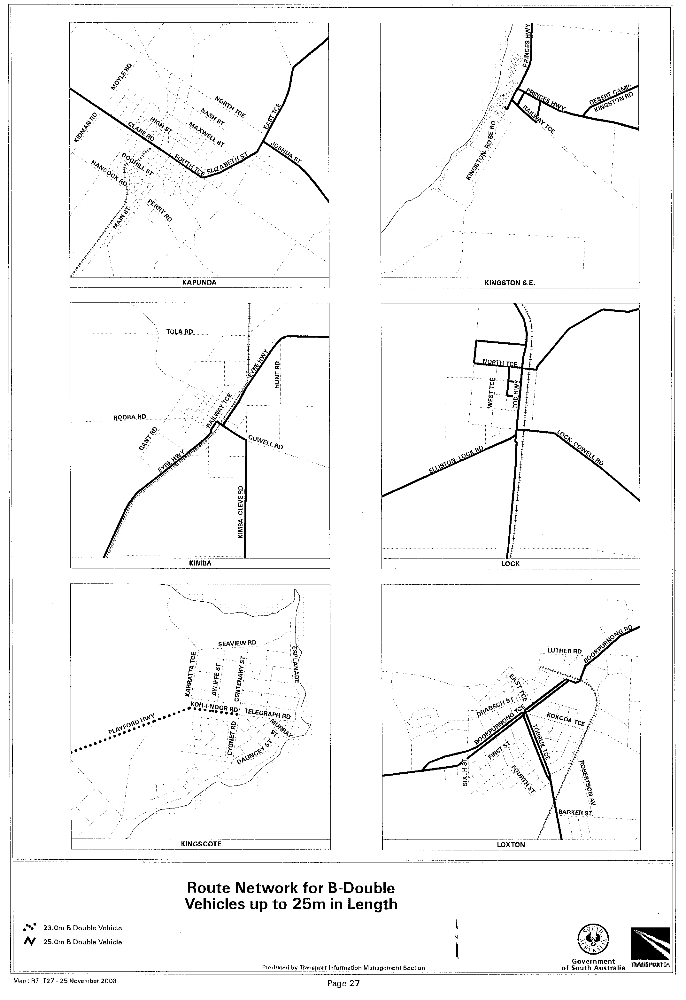 MOYLE RD
NORTH TCE
NASH ST
EAST TCE
HIGH ST
MAXWELL ST
KIDMAN RD
CLARE RD
JOSHUA ST
COGHILL ST
SOUTH TCE
ELIZABETH ST
HANCOCK RD
PERRY RD
MAIN ST
KAPUNDA
PRINCES HWY
PRINCES HWY
DESERT CAMP-
KINGSTON RD
RAILWAY TCE
KINGSTON- RO BE RD
KINGSTON S.E.
TOLA RD
EYRE HWY
HUNT RD
RAILWAY TCE
ROORA RD
CANT RD
COWELL RD
EYRE HWY
KIMBA- CLEVE RD
KIMBA
NORTH TCE
WEST TCE
TOD HWY
LOCK- COWELL RD
ELLISTON- LOCK RD
LOCK
SEAVIEW RD
ESPLANADE
KARRATTA TCE
AYLIFFE ST
CENTENARY ST
KOH-I-NOOR RD
TELEGRAPH RD
PLAYFORD HWY
MURRAY
ST
CYGNET RD
DAUNCEY ST
KINGSCOTE
BOOKPURNONG RD
LUTHER RD
EAST TCE
DRABSCH ST
KOKODA TCE
BOOKPURNONG TCE
TOBRUK TCE
FIRST ST
SIXTH ST
FOURTH ST
ROBERTSON AV
BARKER ST
LOXTON
Route Network for B-Double
Vehicles up to 25m in Length
23.0m B Double Vehicle
25.0m B Double Vehicle
N
SOUTH
AUSTRALIA
Government
of South Australia
TRANSPORT SA
Produced by Transport Information Management Section
Map : R7_T27 - 25 November 2003
Page 27